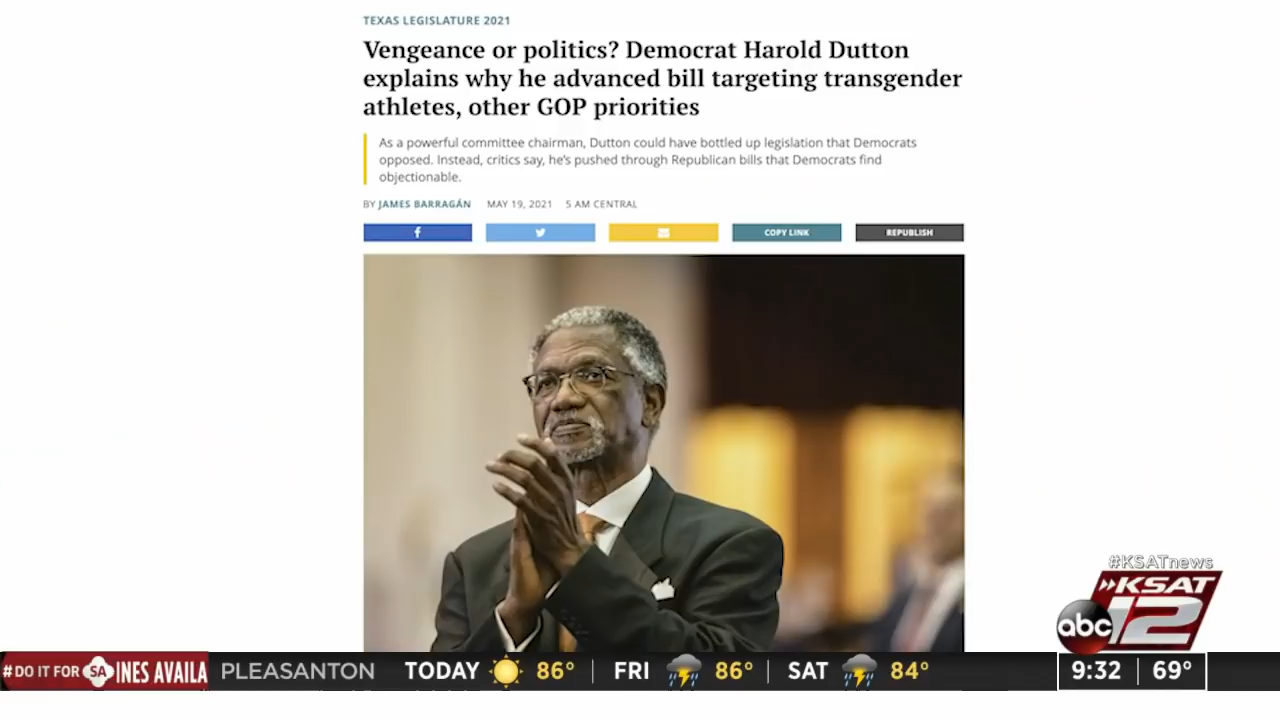 TEXAS LEGISLATURE 2021
Vengeance or politics? Democrat Harold Dutton
explains why he advanced bill targeting transgender
athletes, other GOP priorities
As a powerful committee chairman, Dutton could have bottled up legislation that Democrats
opposed. Instead, critics say, he's pushed through Republican bills that Democrats find
objectionable.
BY JAMES BARRAGÁN MAY 19, 2021 5 AM CENTRAL
f COPY LINK REPUBLISH
#KSATnews
KSAT
abc 12
#DO IT FOR SA INES AVAILA PLEASANTON TODAY 86° FRI 86° SAT 84° 9:32 69°